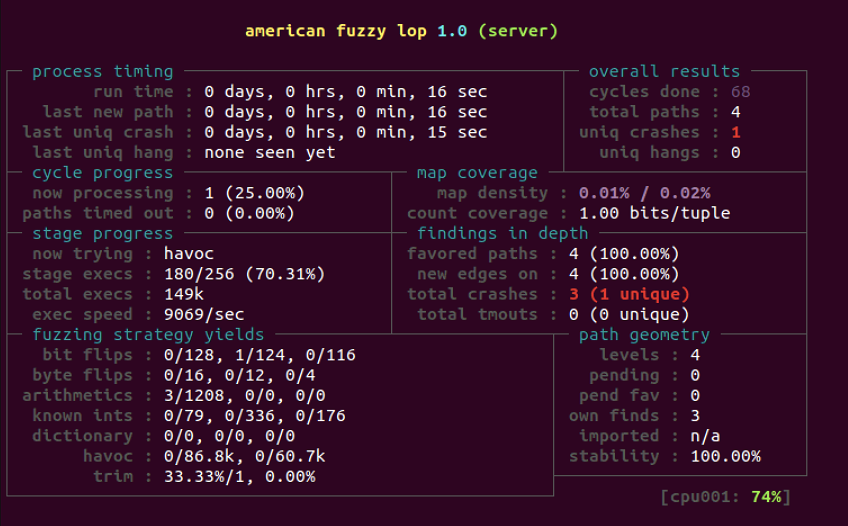 american fuzzy lop 1.0 (server)
process timing overall results
run time : 0 days, 0 hrs, 0 min, 16 sec cycles done : 68
last new path : 0 days, 0 hrs, 0 min, 16 sec total paths : 4
last uniq crash : 0 days, 0 hrs, 0 min, 15 sec uniq crashes : 1
last uniq hang : none seen yet uniq hangs : 0
cycle progress map coverage
now processing : 1 (25.00%) map density : 0.01% / 0.02%
paths timed out : 0 (0.00%) count coverage : 1.00 bits/tuple
stage progress findings in depth
now trying : havoc favored paths : 4 (100.00%)
stage execs : 180/256 (70.31%) new edges on : 4 (100.00%)
total execs : 149k total crashes : 3 (1 unique)
exec speed : 9069/sec total tmouts : 0 (0 unique)
fuzzing strategy yields path geometry
bit flips : 0/128, 1/124, 0/116 levels : 4
byte flips : 0/16, 0/12, 0/4 pending : 0
arithmetics : 3/1208, 0/0, 0/0 pend fav : 0
known ints : 0/79, 0/336, 0/176 own finds : 3
dictionary : 0/0, 0/0, 0/0 imported : n/a
havoc : 0/86.8k, 0/60.7k stability : 100.00%
trim : 33.33%/1, 0.00%
[cpu001: 74%]